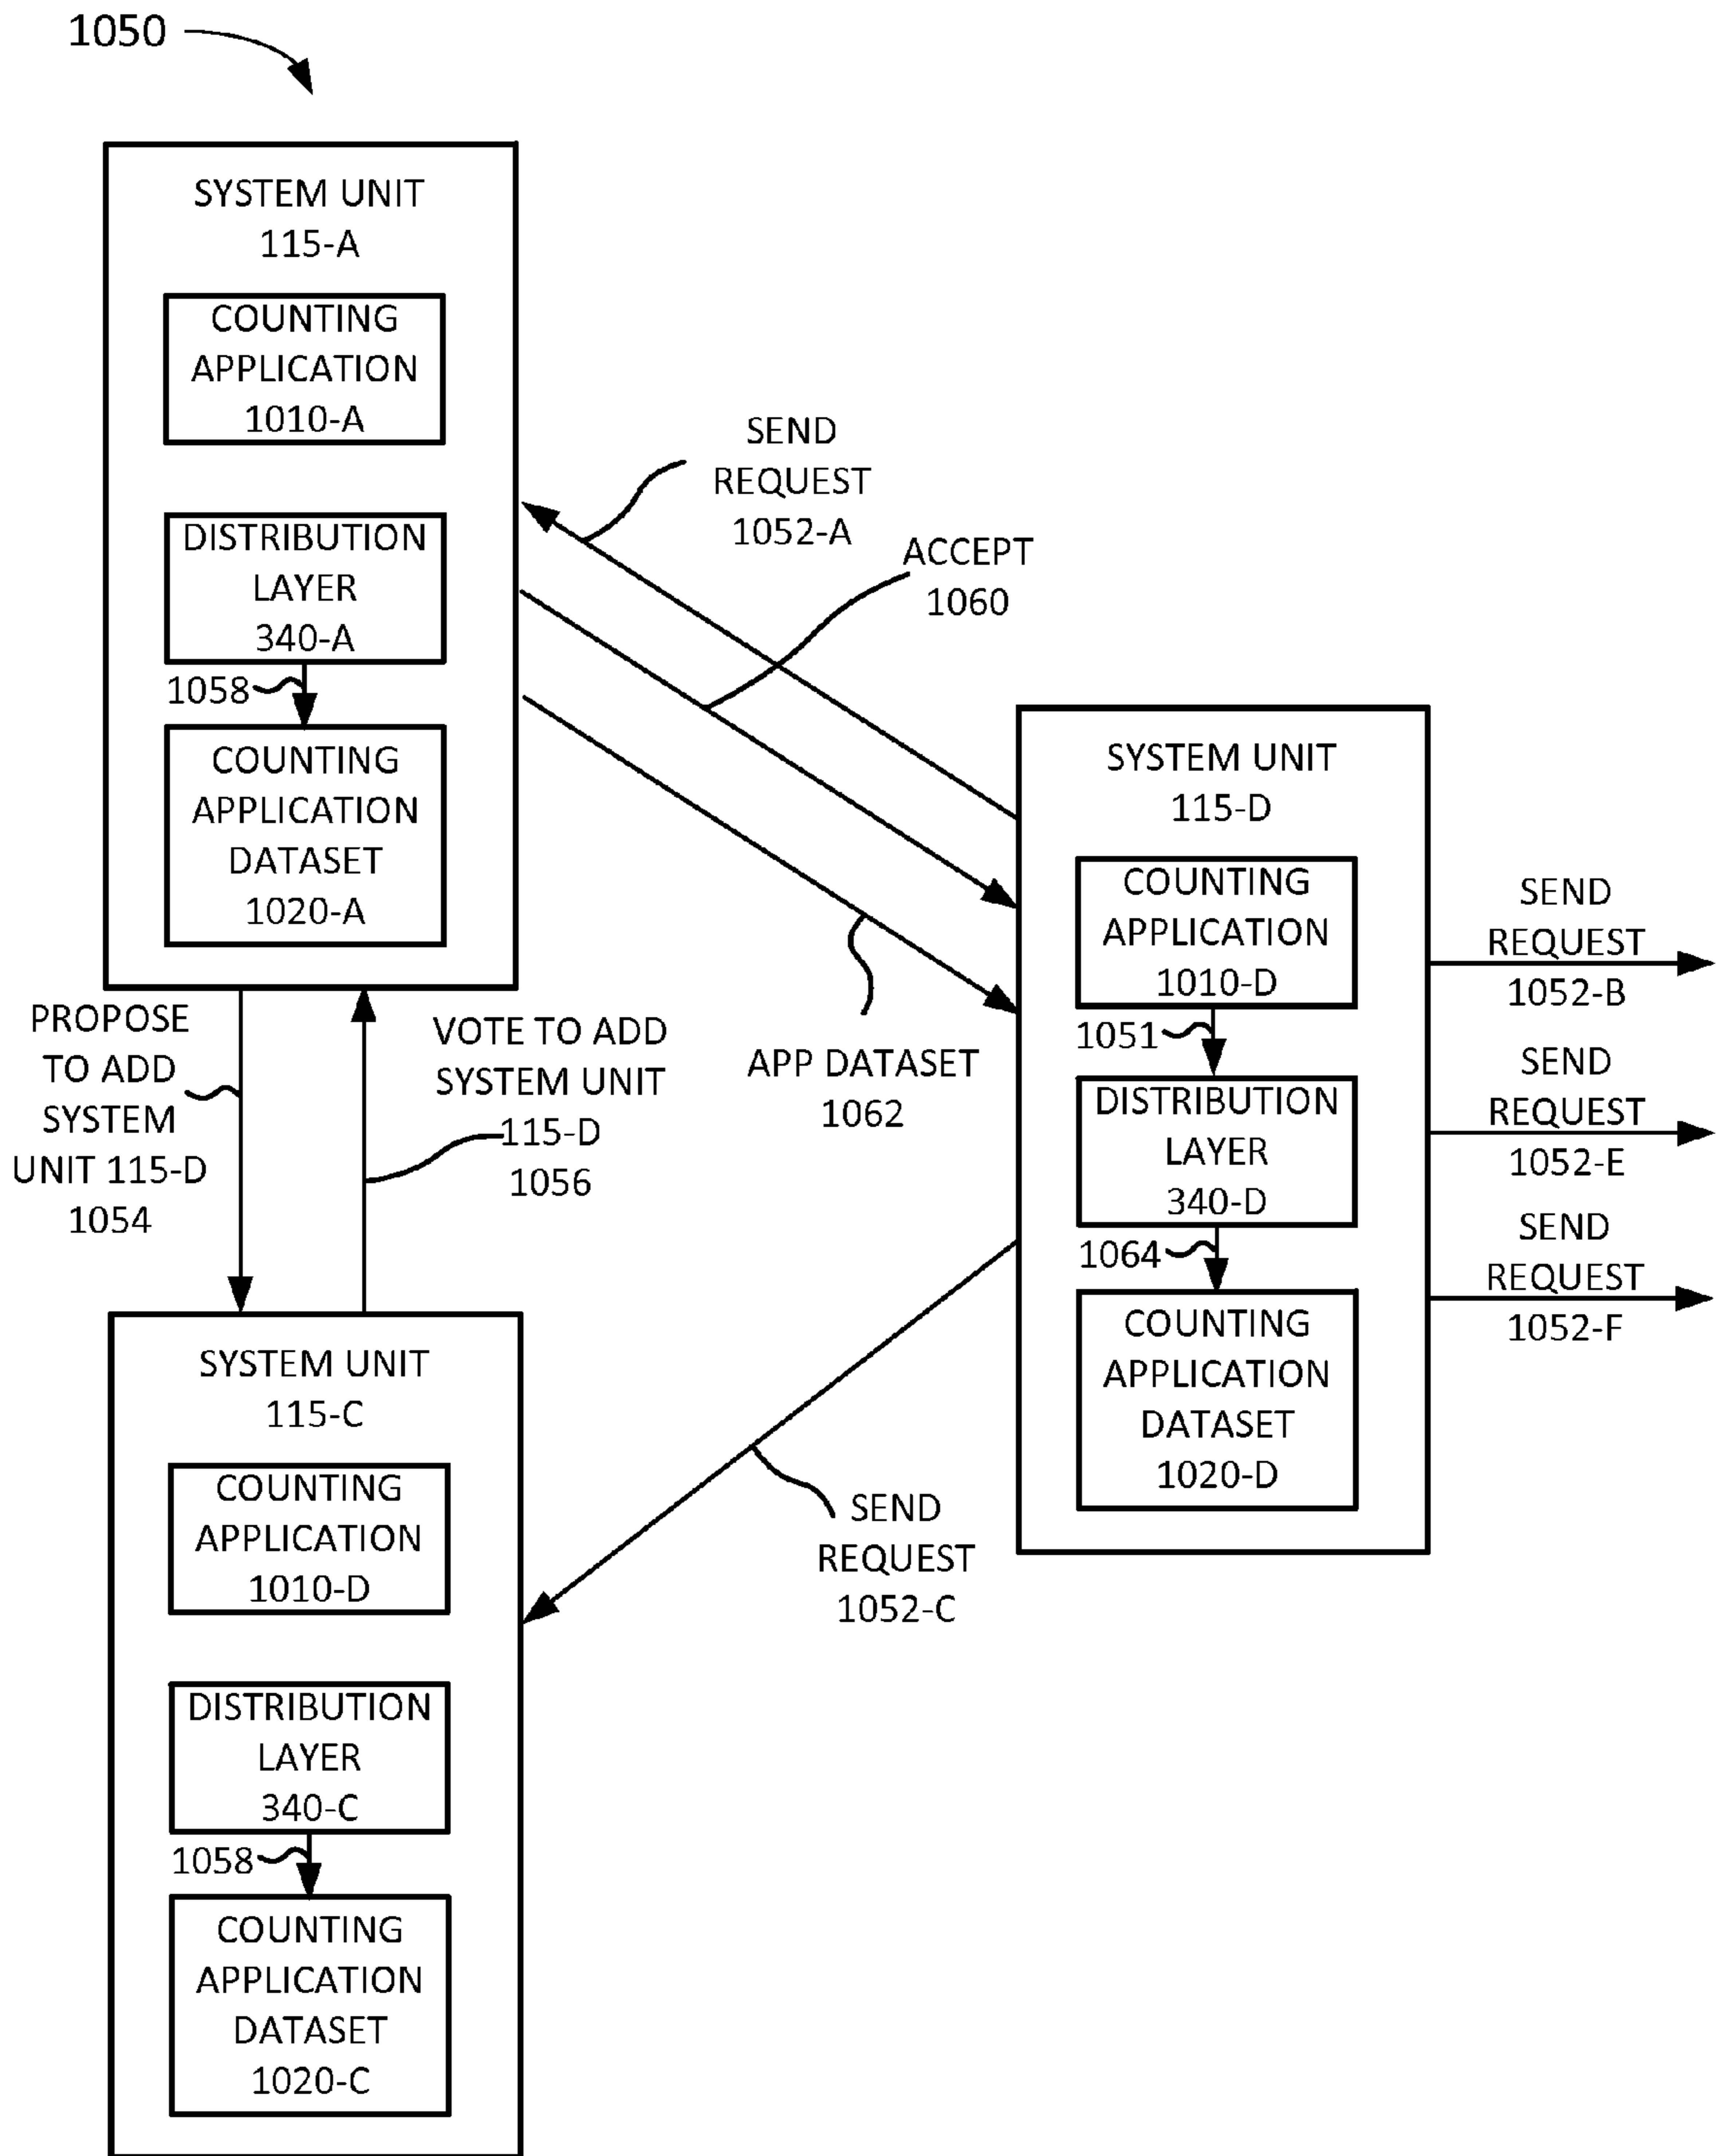 1050
SYSTEM UNIT
115-A
COUNTING
APPLICATION
1010-A
DISTRIBUTION
LAYER
340-A
1058
COUNTING
APPLICATION
DATASET
1020-A
SEND
REQUEST
1052-A
ACCEPT
1060
APP DATASET
1062
PROPOSE
TO ADD
SYSTEM
UNIT 115-D
1054
VOTE TO ADD
SYSTEM UNIT
115-D
1056
SYSTEM UNIT
115-D
COUNTING
APPLICATION
1010-D
1051
DISTRIBUTION
LAYER
340-D
1064
COUNTING
APPLICATION
DATASET
1020-D
SEND
REQUEST
1052-B
SEND
REQUEST
1052-E
SEND
REQUEST
1052-F
SEND
REQUEST
1052-C
SYSTEM UNIT
115-C
COUNTING
APPLICATION
1010-D
DISTRIBUTION
LAYER
340-C
1058
COUNTING
APPLICATION
DATASET
1020-C